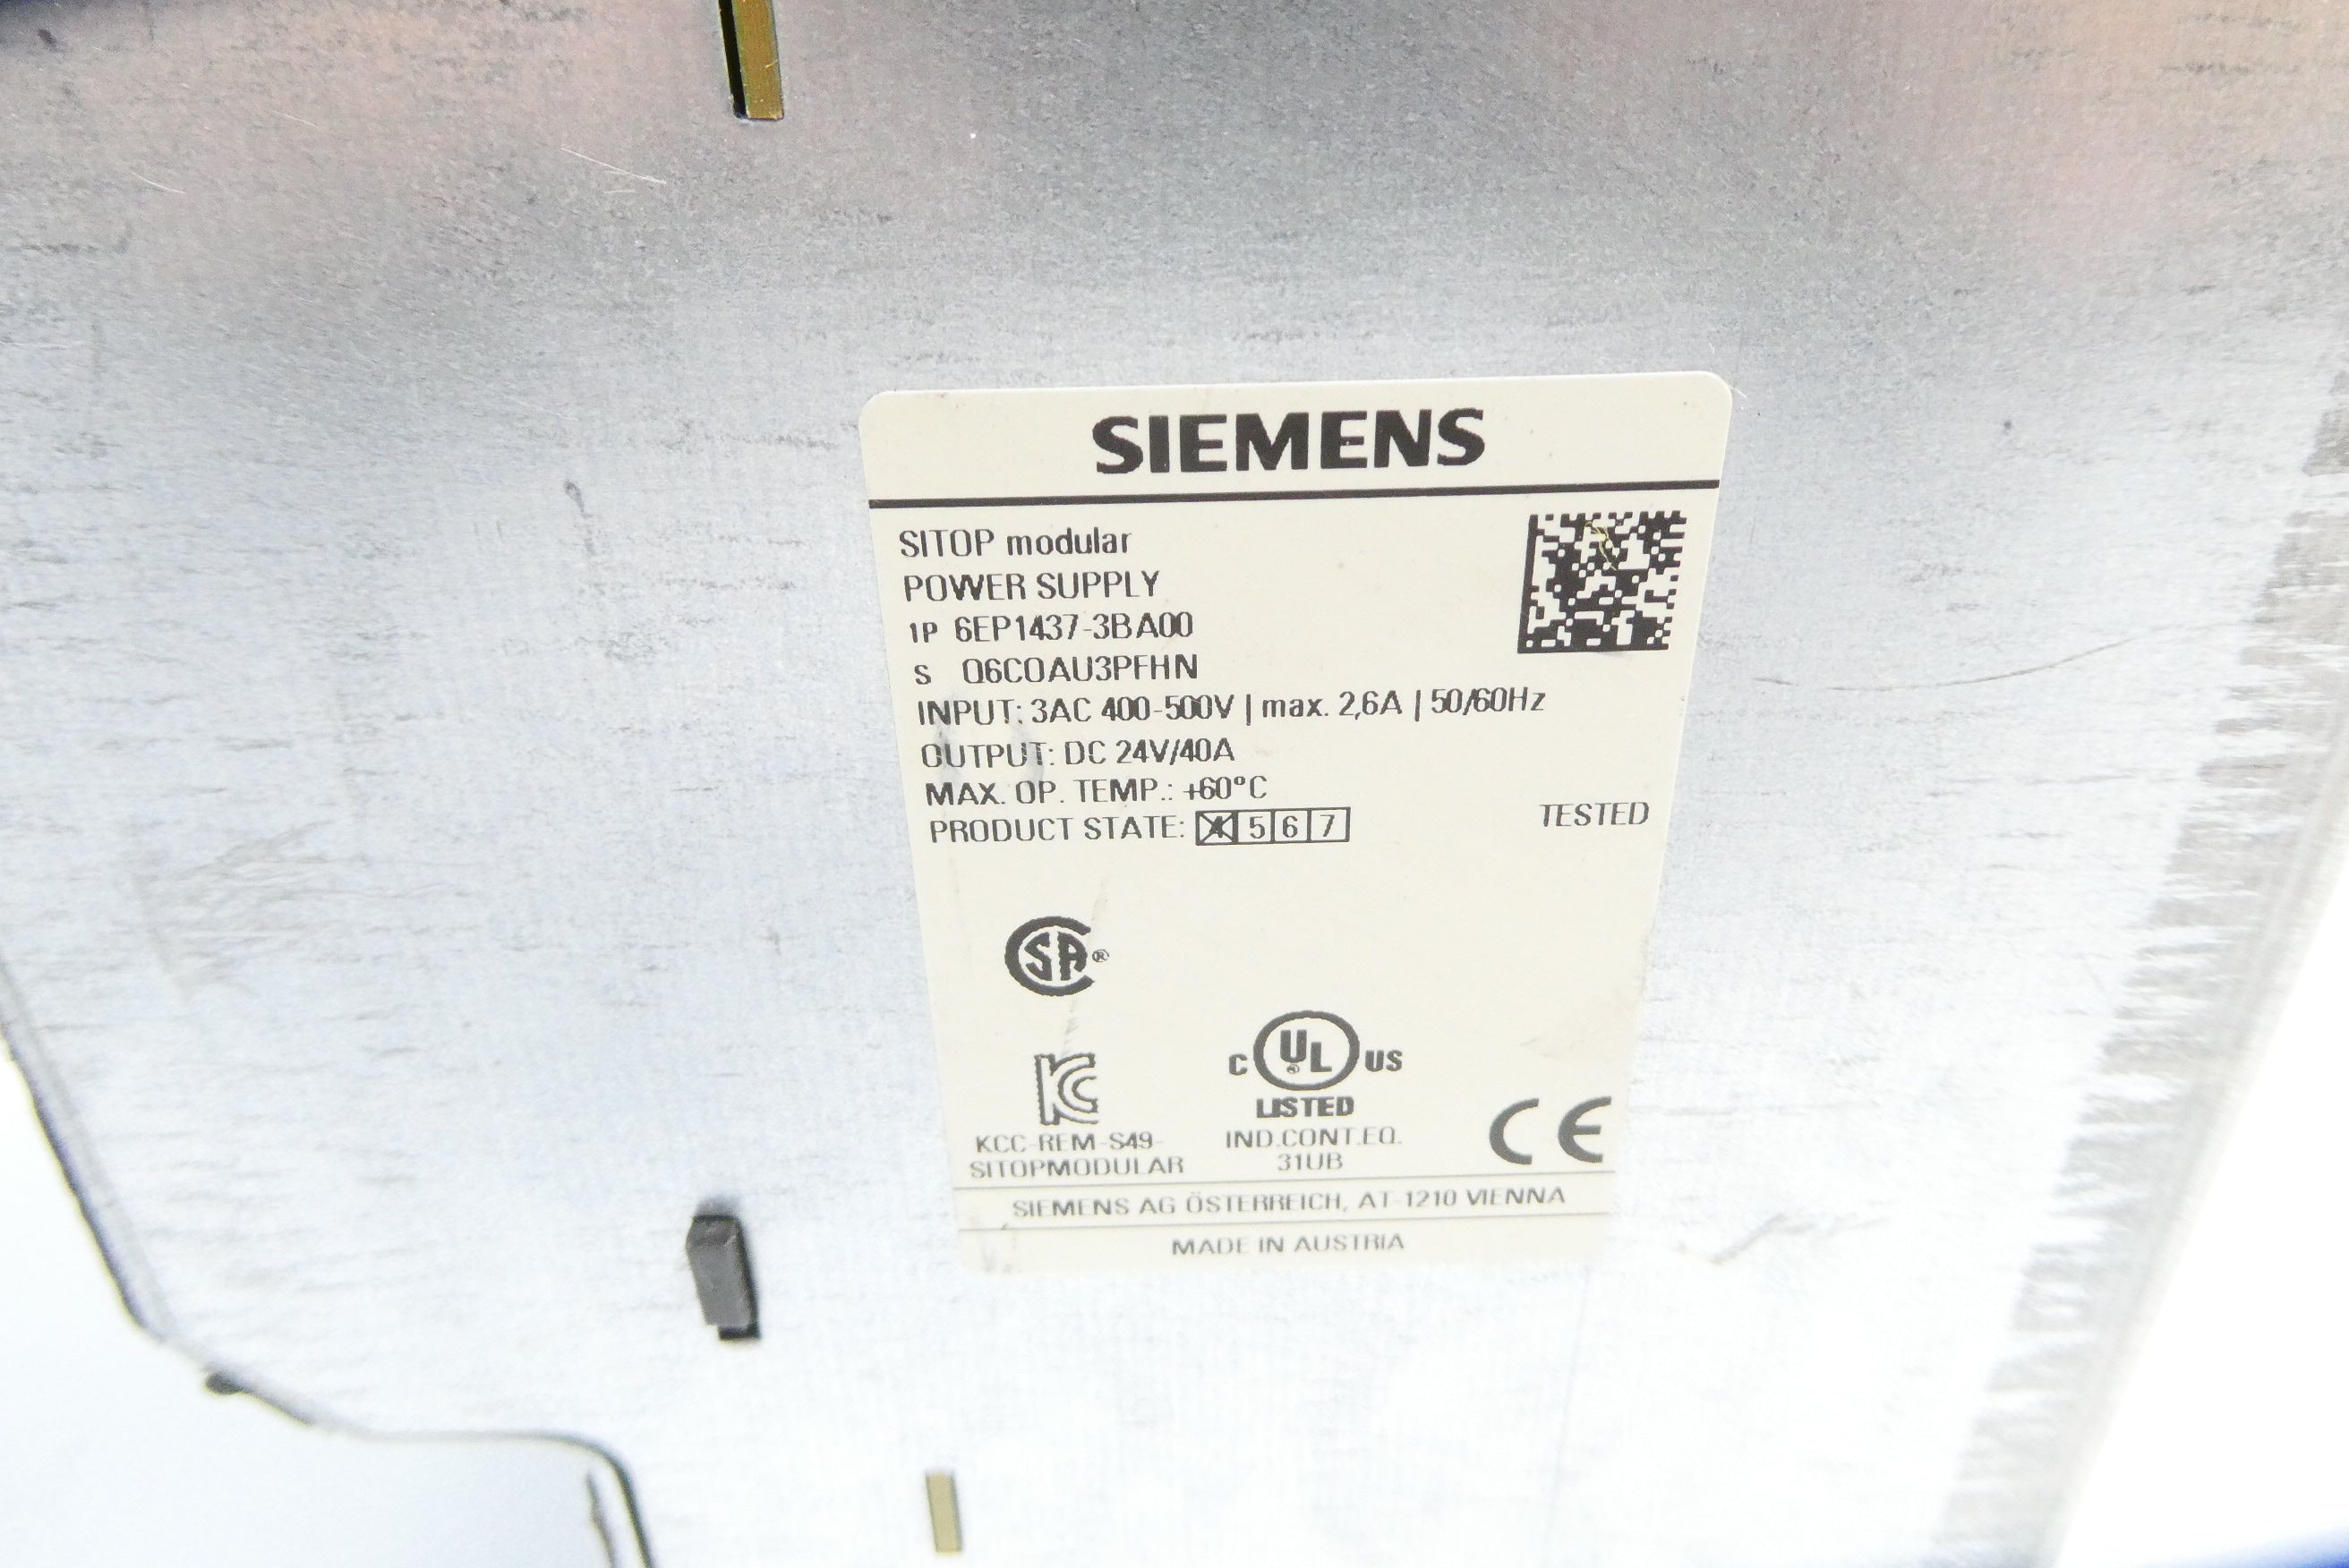 SIEMENS
SITOP modular
POWER SUPPLY
1P 6EP1437-3BA00
S Q6C0AU3PFHN
INPUT: 3AC 400-500V | max. 2,6A | 50/60Hz
OUTPUT: DC 24V/40A
MAX. OP. TEMP.: +60°C
PRODUCT STATE: 4 5 6 7
TESTED
SA ®
C UL US
LISTED
KCC-REM-S49-
SITOPMODULAR
IND.CONT.EQ.
31UB
CE
SIEMENS AG ÖSTERREICH, AT-1210 VIENNA
MADE IN AUSTRIA